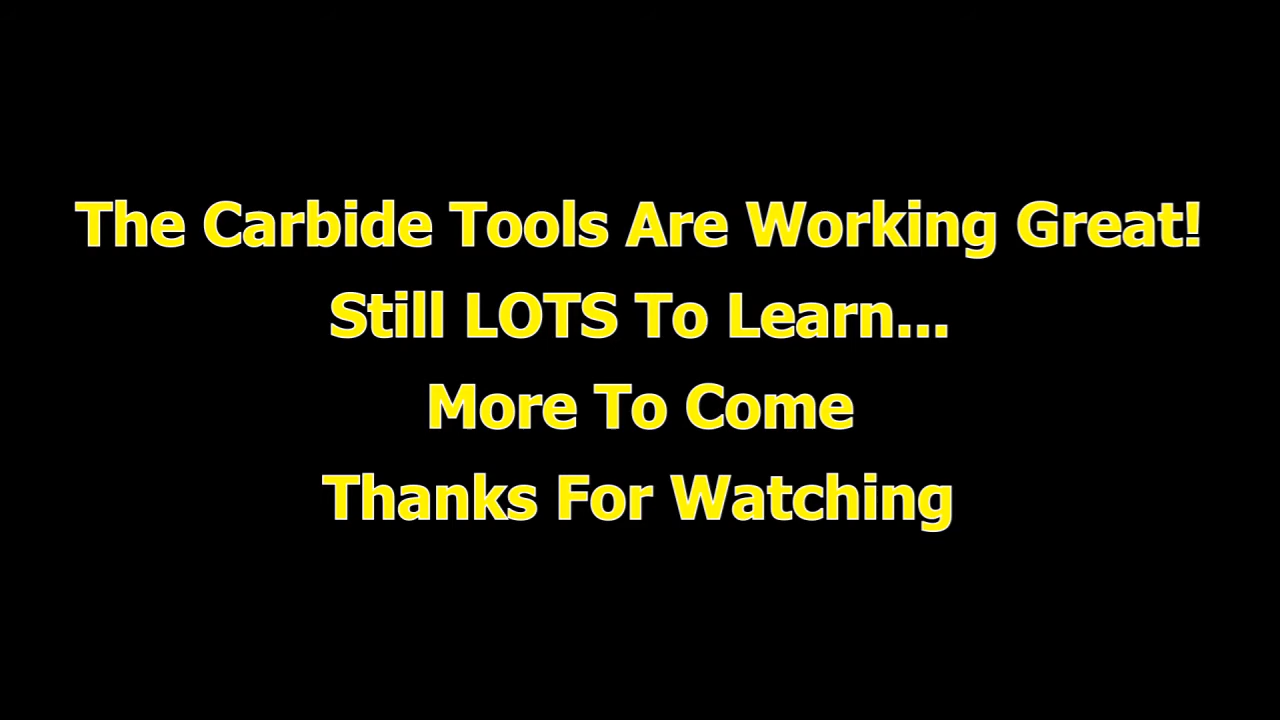 The Carbide Tools Are Working Great!
Still LOTS To Learn...
More To Come
Thanks For Watching